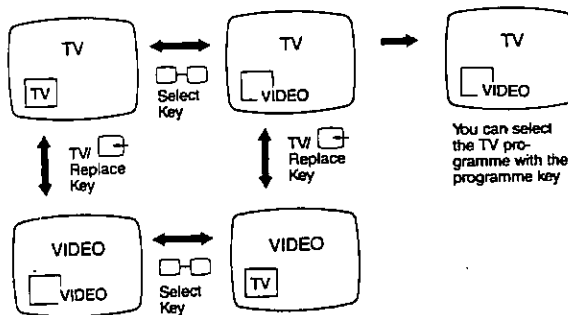 TV
TV
Select
Key
TV
VIDEO
TV
VIDEO
You can select
the TV pro-
gramme with the
programme key
TV/
Replace
Key
TV/
Replace
Key
VIDEO
VIDEO
Select
Key
VIDEO
TV